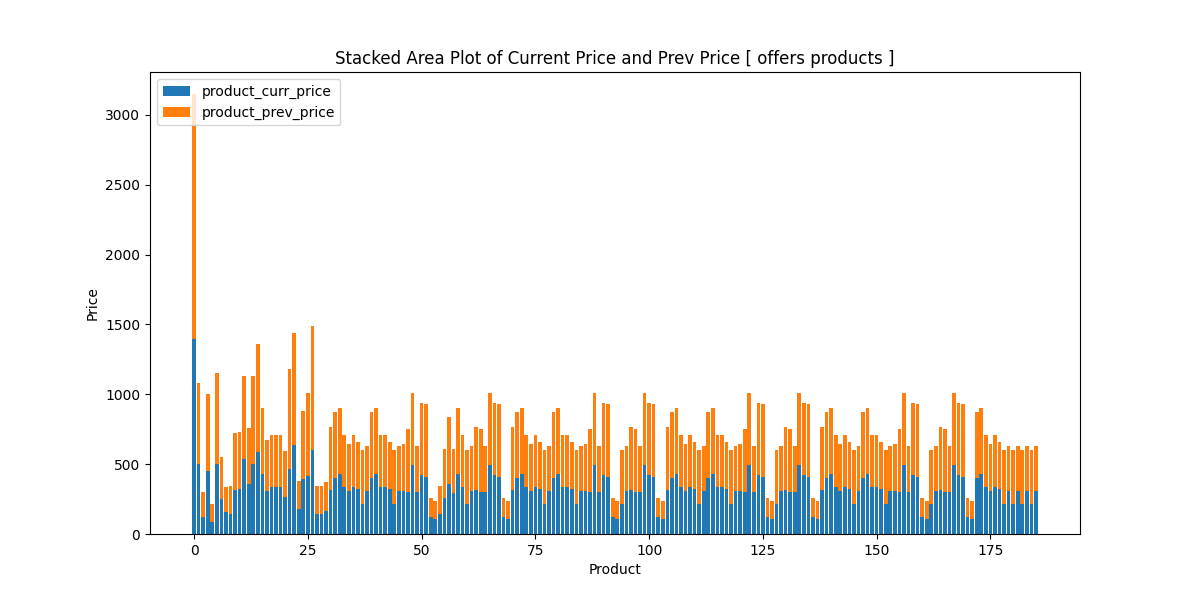 Stacked Area Plot of Current Price and Prev Price [ offers products ]
product_curr_price
product_prev_price
3000
2500
2000
1500
1000
500
0
Price
0 25 50 75 100 125 150 175
Product